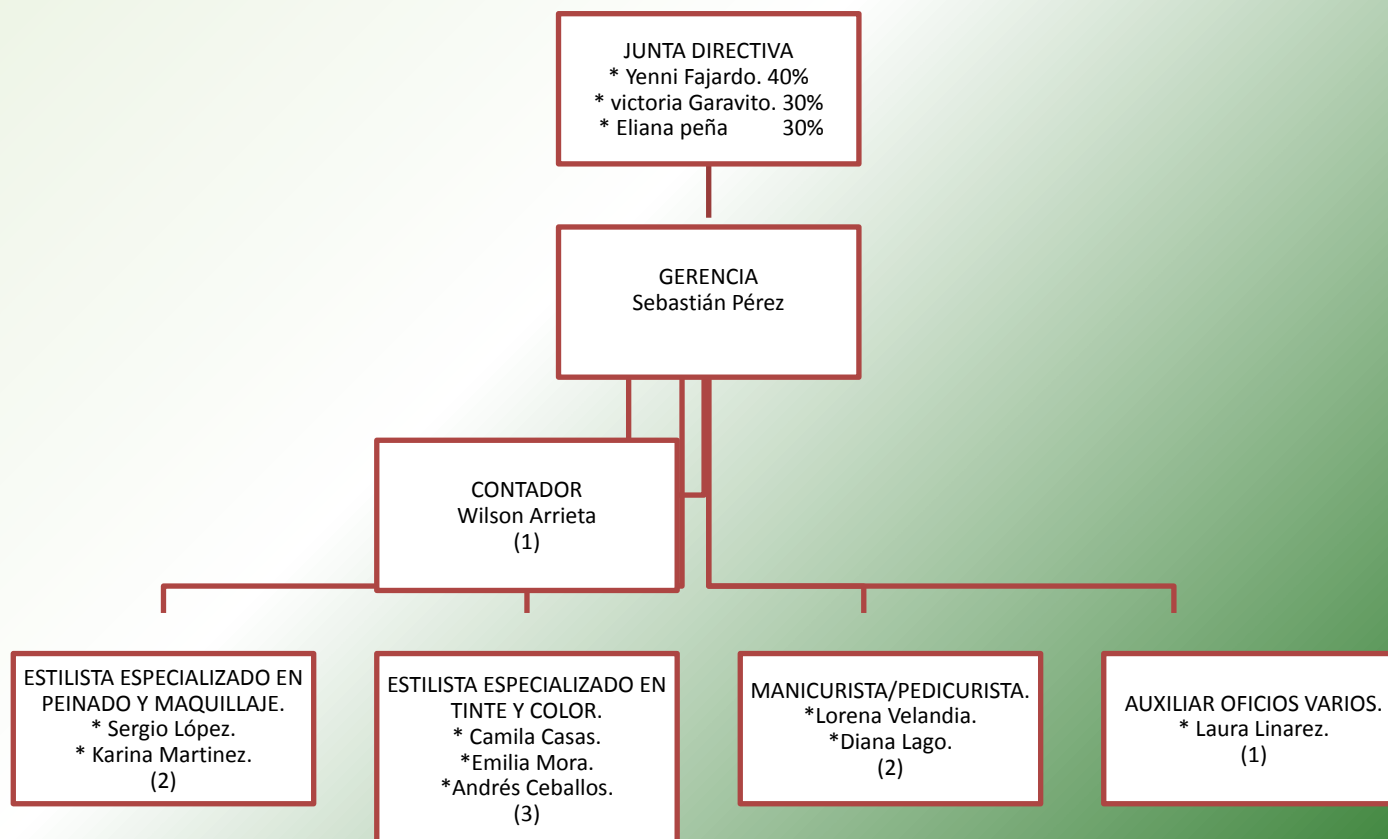 JUNTA DIRECTIVA
* Yenni Fajardo. 40%
* victoria Garavito. 30%
* Eliana peña 30%
GERENCIA
Sebastián Pérez
CONTADOR
Wilson Arrieta
(1)
ESTILISTA ESPECIALIZADO EN
PEINADO Y MAQUILLAJE.
* Sergio López.
* Karina Martinez.
(2)
ESTILISTA ESPECIALIZADO EN
TINTE Y COLOR.
* Camila Casas.
*Emilia Mora.
*Andrés Ceballos.
(3)
MANICURISTA/PEDICURISTA.
*Lorena Velandia.
*Diana Lago.
(2)
AUXILIAR OFICIOS VARIOS.
* Laura Linarez.
(1)